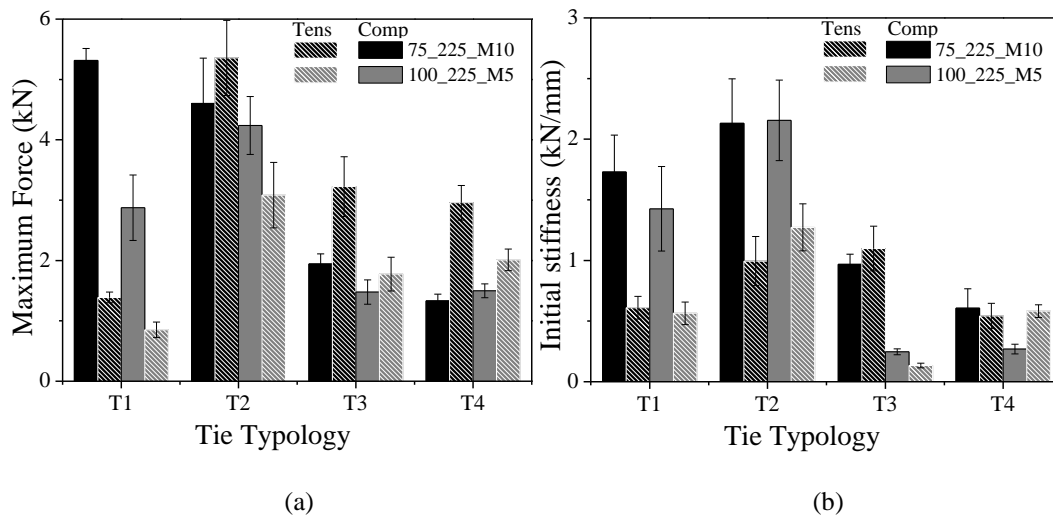 6
4
2
0
Maximum Force (kN)
Tens Comp
75_225_M10
100_225_M5
T1 T2 T3 T4
Tie Typology
(a)
3
2
1
0
Initial stiffness (kN/mm)
Tens Comp
75_225_M10
100_225_M5
T1 T2 T3 T4
Tie Typology
(b)